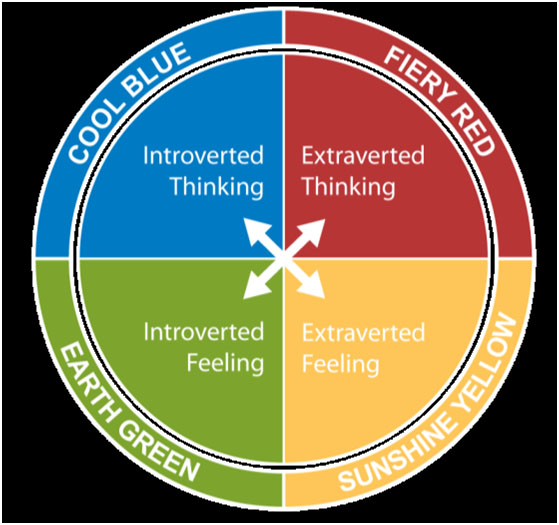 COOL BLUE
FIERY RED
Introverted
Thinking
Extraverted
Thinking
Introverted
Feeling
Extraverted
Feeling
EARTH GREEN
SUNSHINE YELLOW